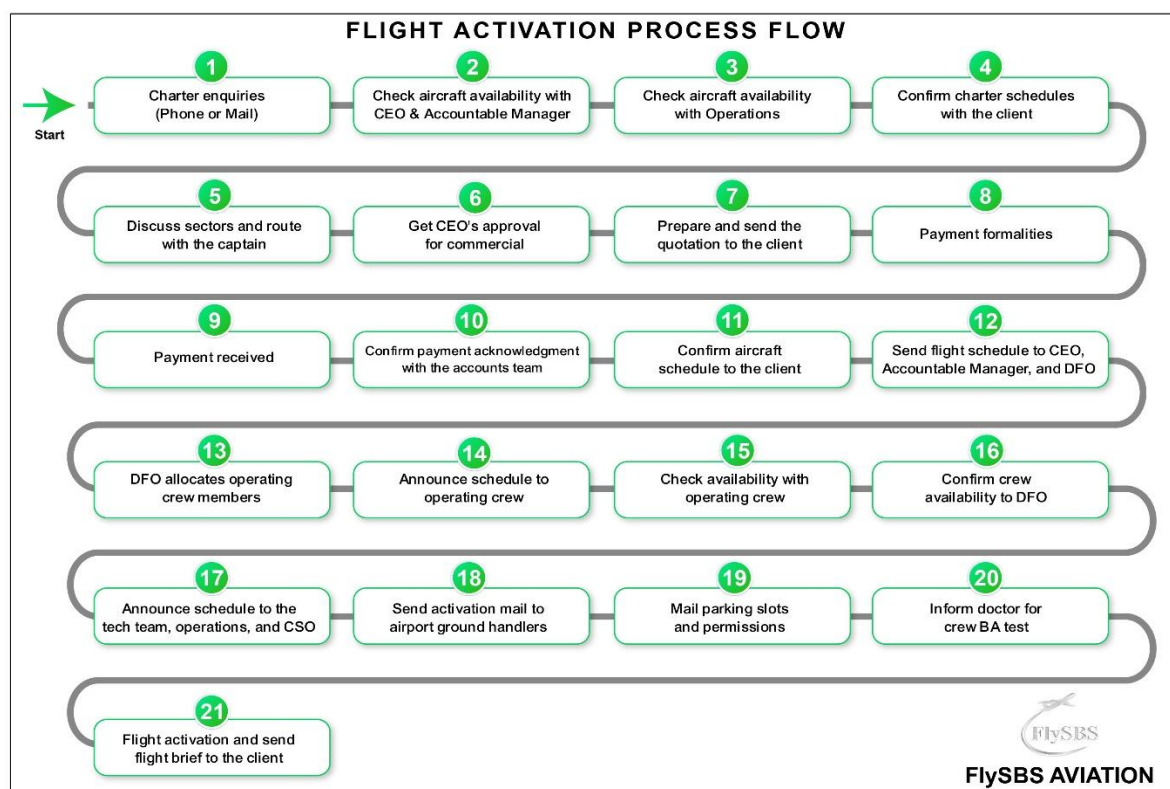 FLIGHT ACTIVATION PROCESS FLOW
Start
1
Charter enquiries
(Phone or Mail)
2
Check aircraft availability with
CEO & Accountable Manager
3
Check aircraft availability
with Operations
4
Confirm charter schedules
with the client
5
Discuss sectors and route
with the captain
6
Get CEO's approval
for commercial
7
Prepare and send the
quotation to the client
8
Payment formalities
9
Payment received
10
Confirm payment acknowledgment
with the accounts team
11
Confirm aircraft
schedule to the client
12
Send flight schedule to CEO,
Accountable Manager, and DFO
13
DFO allocates operating
crew members
14
Announce schedule to
operating crew
15
Check availability with
operating crew
16
Confirm crew
availability to DFO
17
Announce schedule to the
tech team, operations, and CSO
18
Send activation mail to
airport ground handlers
19
Mail parking slots
and permissions
20
Inform doctor for
crew BA test
21
Flight activation and send
flight brief to the client
FlySBS
FlySBS AVIATION